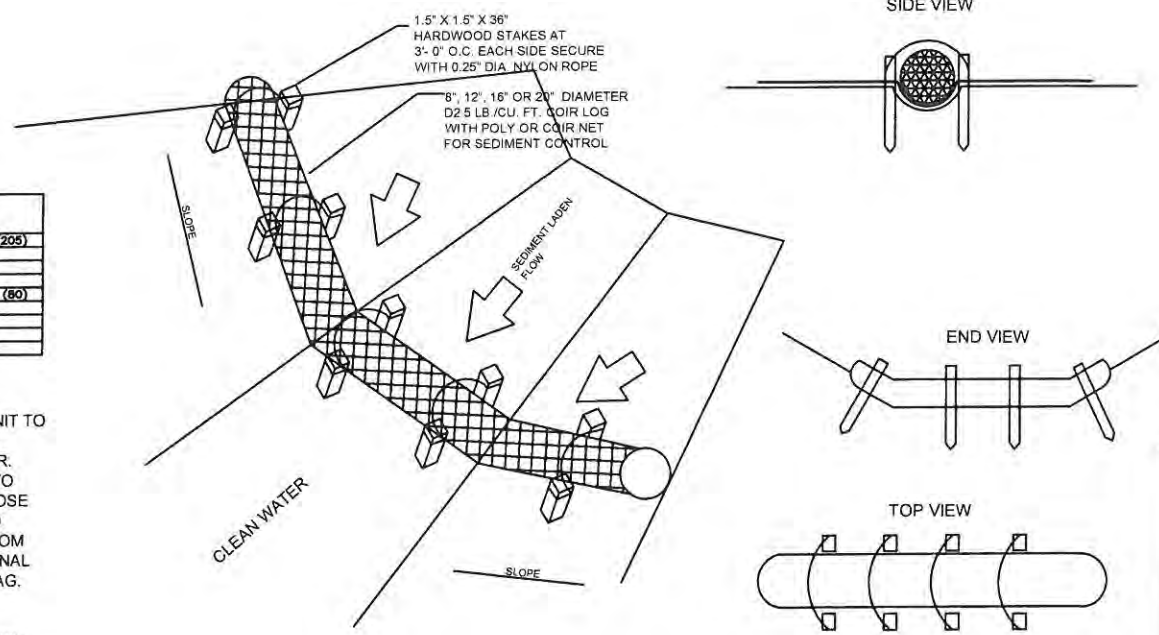 1.5" X 1.5" X 36"
HARDWOOD STAKES AT
3'- 0" O.C. EACH SIDE SECURE
WITH 0.25" DIA. NYLON ROPE
8", 12", 16" OR 20" DIAMETER
D2.5 LB./CU. FT. COIR LOG
WITH POLY OR COIR NET
FOR SEDIMENT CONTROL
SLOPE
SEDIMENT LADEN
FLOW
CLEAN WATER
SLOPE
SIDE VIEW
END VIEW
TOP VIEW
205)
(80)
NIT TO
R.
TO
OSE
OM
NAL
AG.